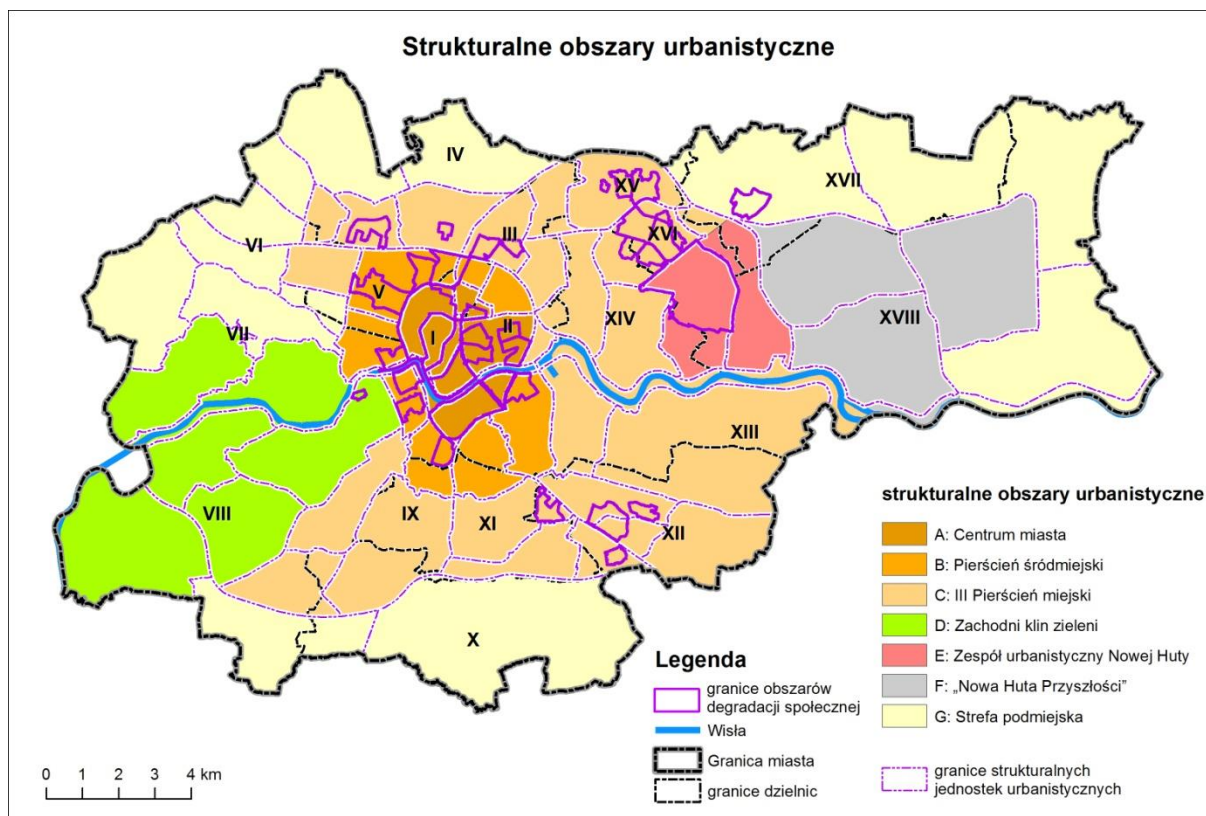 Strukturalne obszary urbanistyczne
IV
XV
XVII
III
XVI
VI
V
XIV
XVIII
VII
I
II
XIII
VIII
IX
XI
XII
X
strukturalne obszary urbanistyczne
A: Centrum miasta
B: Pierścień śródmiejski
C: III Pierścień miejski
D: Zachodni klin zieleni
E: Zespół urbanistyczny Nowej Huty
F: „Nowa Huta Przyszłości”
G: Strefa podmiejska
granice strukturalnych
jednostek urbanistycznych
Legenda
granice obszarów
degradacji społecznej
Wisła
Granica miasta
granice dzielnic
0 1 2 3 4 km